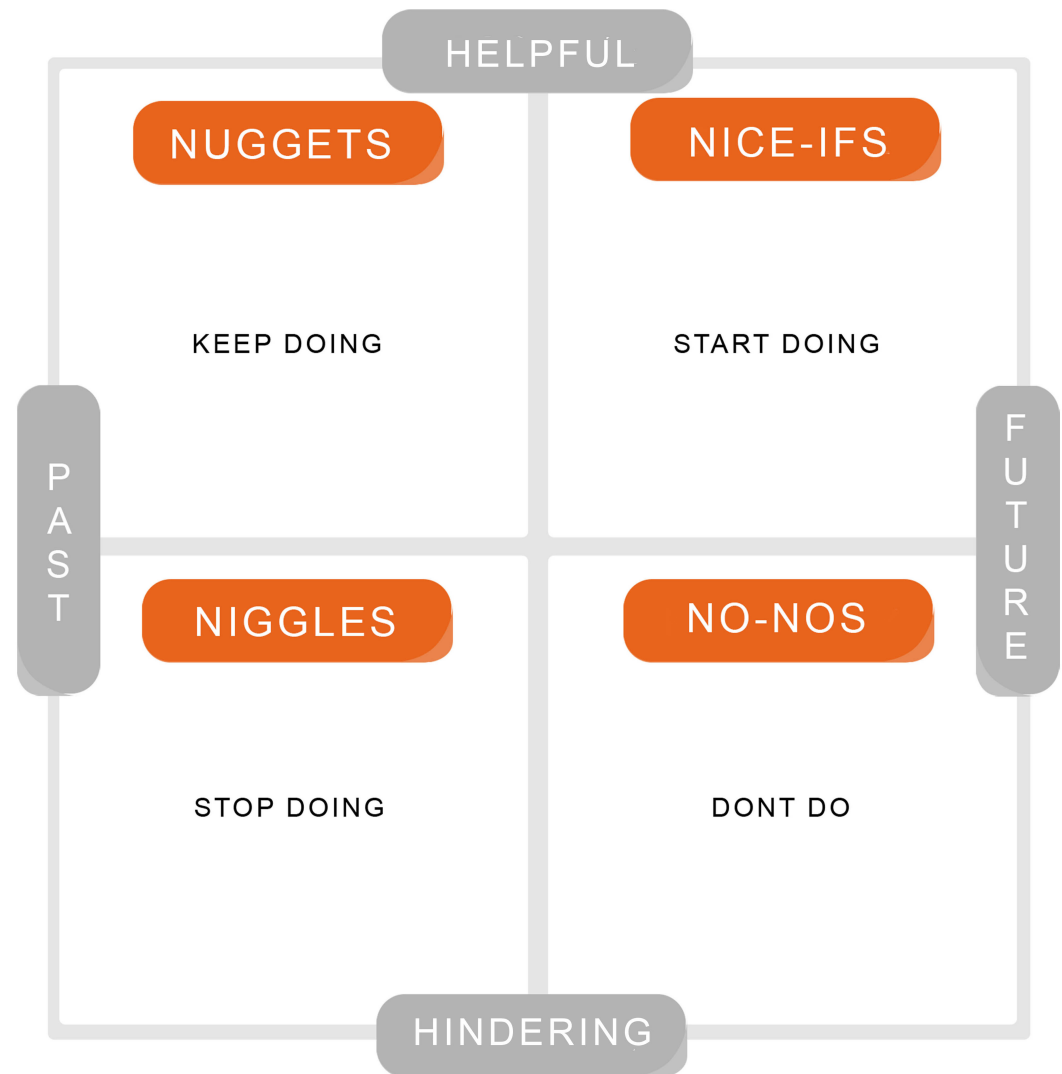 HELPFUL
NUGGETS
NICE-IFS
KEEP DOING
START DOING
PAST
FUTURE
NIGGLES
NO-NOS
STOP DOING
DONT DO
HINDERING